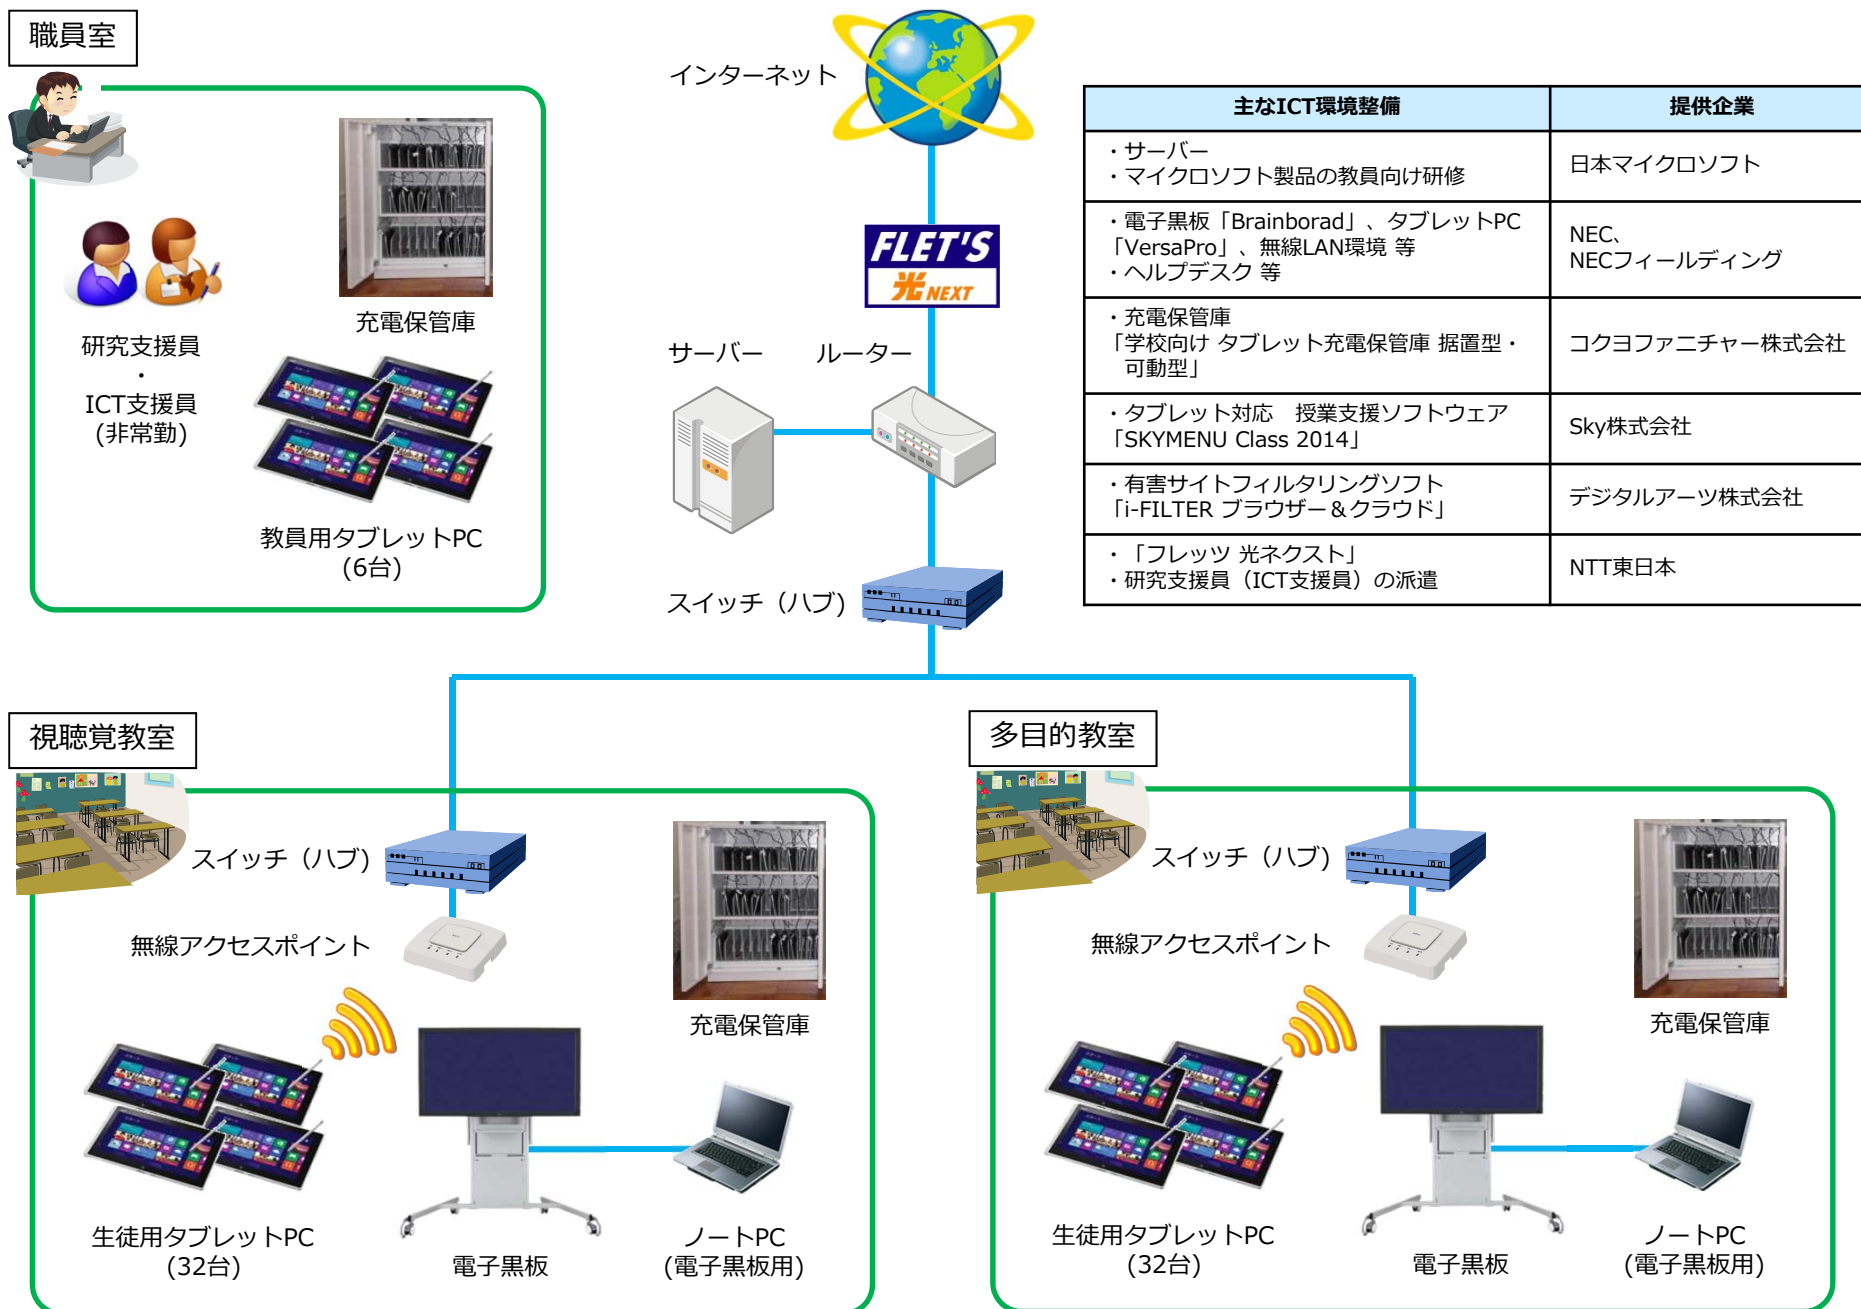 職員室
研究支援員
・
ICT支援員
(非常勤)
充電保管庫
教員用タブレットPC
(6台)
インターネット
FLET'S
光 NEXT
サーバー
ルーター
スイッチ（ハブ)
主なICT環境整備
提供企業
・サーバー
・マイクロソフト製品の教員向け研修
日本マイクロソフト
・電子黒板「Brainborad」、タブレットPC
「VersaPro」、無線LAN環境 等
・ヘルプデスク 等
NEC、
NECフィールディング
・充電保管庫
「学校向け タブレット充電保管庫 据置型・
可動型」
コクヨファニチャー株式会社
・タブレット対応　授業支援ソフトウェア
「SKYMENU Class 2014」
Sky株式会社
・有害サイトフィルタリングソフト
「i-FILTER ブラウザー＆クラウド」
デジタルアーツ株式会社
・「フレッツ 光ネクスト」
・研究支援員（ICT支援員）の派遣
NTT東日本
視聴覚教室
スイッチ（ハブ)
無線アクセスポイント
充電保管庫
生徒用タブレットPC
(32台)
電子黒板
ノートPC
(電子黒板用)
多目的教室
スイッチ（ハブ)
無線アクセスポイント
充電保管庫
生徒用タブレットPC
(32台)
電子黒板
ノートPC
(電子黒板用)